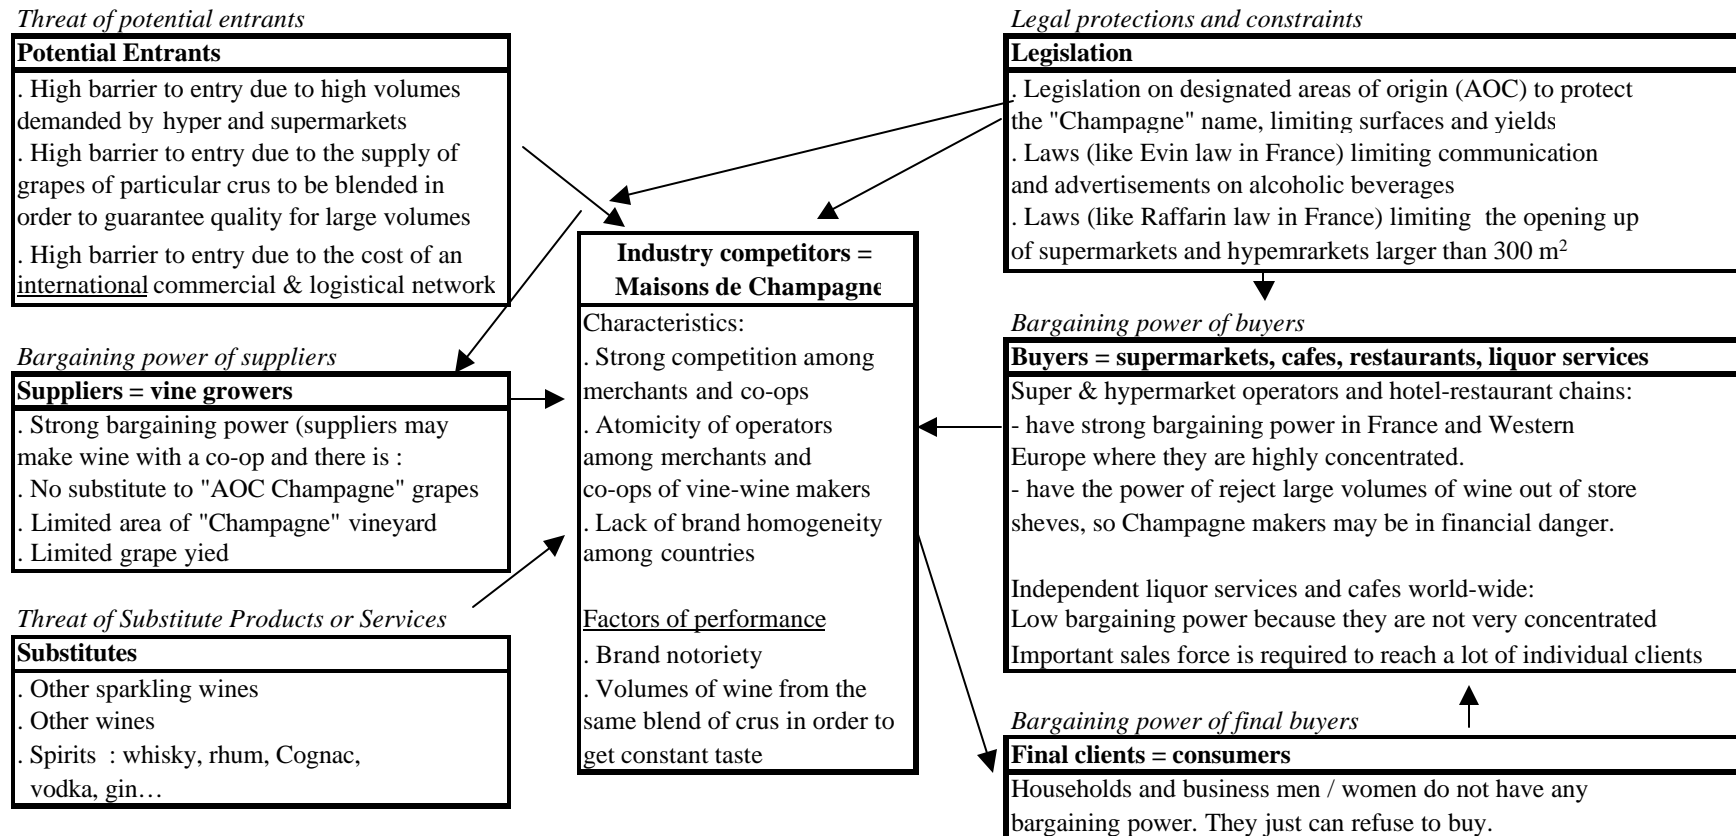 Threat of potential entrants
Potential Entrants
. High barrier to entry due to high volumes
demanded by hyper and supermarkets
. High barrier to entry due to the supply of
grapes of particular crus to be blended in
order to guarantee quality for large volumes
. High barrier to entry due to the cost of an
international commercial & logistical network
Bargaining power of suppliers
Suppliers = vine growers
. Strong bargaining power (suppliers may
make wine with a co-op and there is :
. No substitute to "AOC Champagne" grapes
. Limited area of "Champagne" vineyard
. Limited grape yied
Threat of Substitute Products or Services
Substitutes
. Other sparkling wines
. Other wines
. Spirits : whisky, rhum, Cognac,
vodka, gin…
Industry competitors =
Maisons de Champagne
Characteristics:
. Strong competition among
merchants and co-ops
. Atomicity of operators
among merchants and
co-ops of vine-wine makers
. Lack of brand homogeneity
among countries
Factors of performance
. Brand notoriety
. Volumes of wine from the
same blend of crus in order to
get constant taste
Legal protections and constraints
Legislation
. Legislation on designated areas of origin (AOC) to protect
the "Champagne" name, limiting surfaces and yields
. Laws (like Evin law in France) limiting communication
and advertisements on alcoholic beverages
. Laws (like Raffarin law in France) limiting the opening up
of supermarkets and hypemrarkets larger than 300 m²
Bargaining power of buyers
Buyers = supermarkets, cafes, restaurants, liquor services
Super & hypermarket operators and hotel-restaurant chains:
- have strong bargaining power in France and Western
Europe where they are highly concentrated.
- have the power of reject large volumes of wine out of store
sheves, so Champagne makers may be in financial danger.
Independent liquor services and cafes world-wide:
Low bargaining power because they are not very concentrated
Important sales force is required to reach a lot of individual clients
Bargaining power of final buyers
Final clients = consumers
Households and business men / women do not have any
bargaining power. They just can refuse to buy.